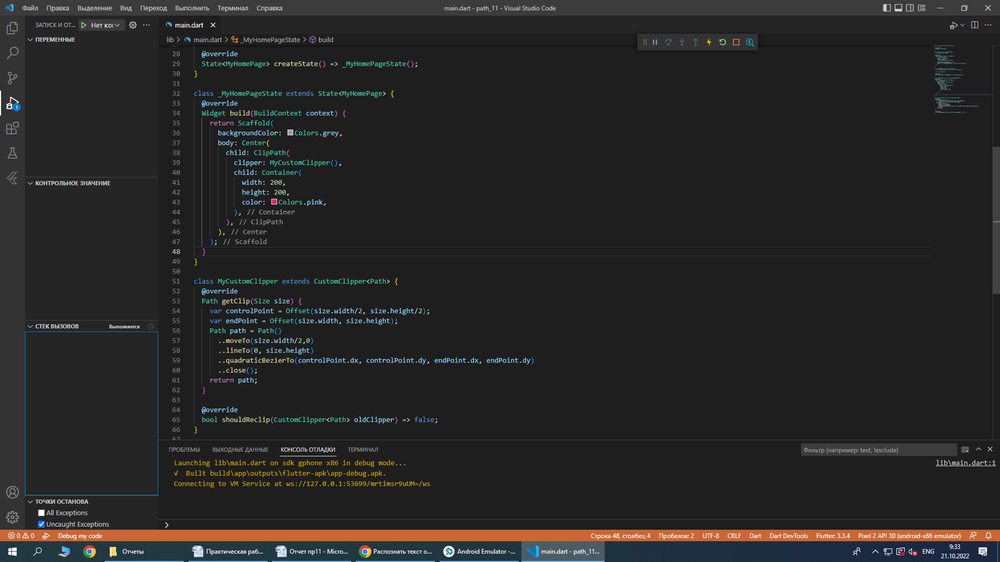 Файл Правка Выделение Вид Переход Выполнить Терминал Справка
main.dart - path_11 - Visual Studio Code
ЗАПУСК И ОТ... Нет ко
main.dart
ПЕРЕМЕННЫЕ
lib > main.dart > _MyHomePageState > build
28 @override
29 State<MyHomePage> createState() => _MyHomePageState();
30 }
31
32 class _MyHomePageState extends State<MyHomePage> {
33 @override
34 Widget build(BuildContext context) {
35 return Scaffold(
36 backgroundColor: Colors.grey,
37 body: Center(
38 child: ClipPath(
39 clipper: MyCustomClipper(),
40 child: Container(
41 width: 200,
42 height: 200,
43 color: Colors.pink,
44 ), // Container
45 ), // ClipPath
46 ), // Center
47 ); // Scaffold
48 }
49 }
50
51 class MyCustomClipper extends CustomClipper<Path> {
52 @override
53 Path getClip(Size size) {
54 var controlPoint = Offset(size.width/2, size.height/2);
55 var endPoint = Offset(size.width, size.height);
56 Path path = Path()
57 ..moveTo(size.width/2,0)
58 ..lineTo(0, size.height)
59 ..quadraticBezierTo(controlPoint.dx, controlPoint.dy, endPoint.dx, endPoint.dy)
60 ..close();
61 return path;
62 }
63
64 @override
65 bool shouldReclip(CustomClipper<Path> oldClipper) => false;
66 }
КОНТРОЛЬНОЕ ЗНАЧЕНИЕ
СТЕК ВЫЗОВОВ Выполняется
ТОЧКИ ОСТАНОВА
All Exceptions
Uncaught Exceptions
1
ПРОБЛЕМЫ ВЫХОДНЫЕ ДАННЫЕ КОНСОЛЬ ОТЛАДКИ ТЕРМИНАЛ
Фильтр (например: text, !exclude)
Launching lib\main.dart on sdk gphone x86 in debug mode...
lib\main.dart:1
√ Built build\app\outputs\flutter-apk\app-debug.apk.
Connecting to VM Service at ws://127.0.0.1:53699/mrtimsr9uUM=/ws
0 0 Debug my code
Строка 48, столбец 4 Пробелов: 2 UTF-8 CRLF Dart Dart DevTools Flutter: 3.3.4 Pixel 2 API 30 (android-x86 emulator)
Отчеты
Практическая раб...
Отчет пр11 - Micro...
Распознать текст о...
Android Emulator -...
main.dart - path_11...
ENG
9:33
21.10.2022